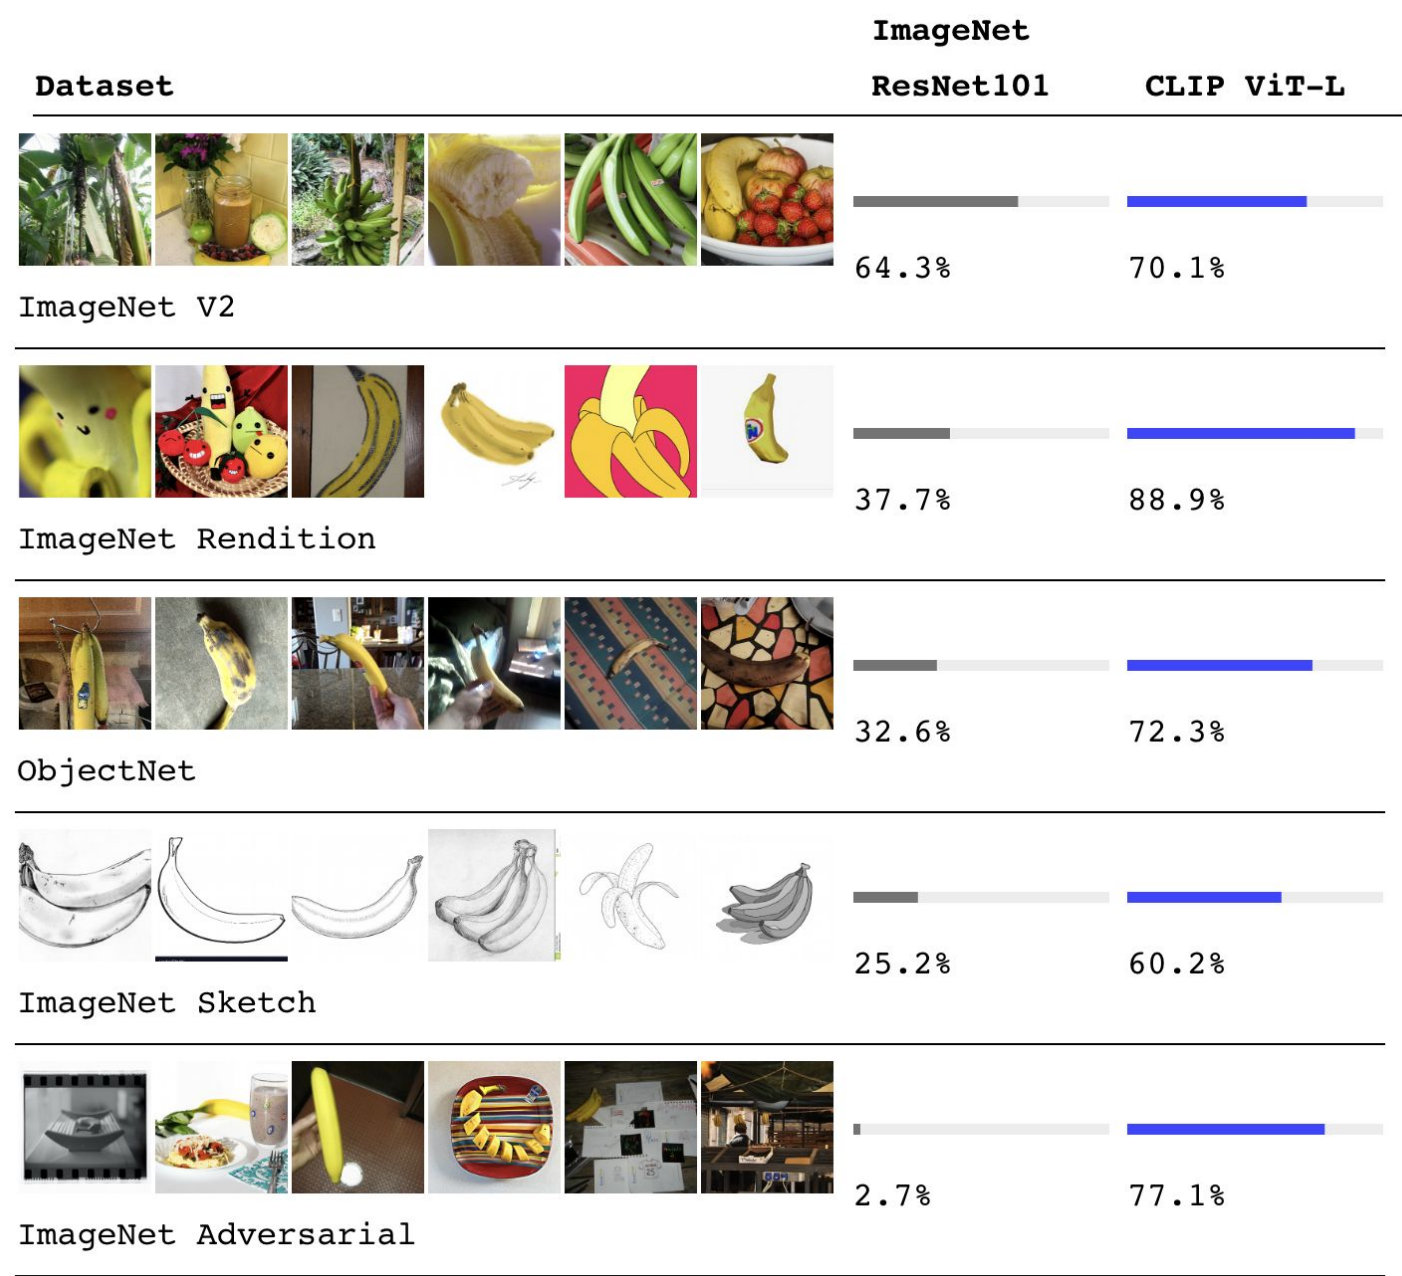 ImageNet
Dataset ResNet101 CLIP ViT-L
64.3% 70.1%
ImageNet V2
37.7% 88.9%
ImageNet Rendition
32.6% 72.3%
ObjectNet
25.2% 60.2%
ImageNet Sketch
2.7% 77.1%
ImageNet Adversarial